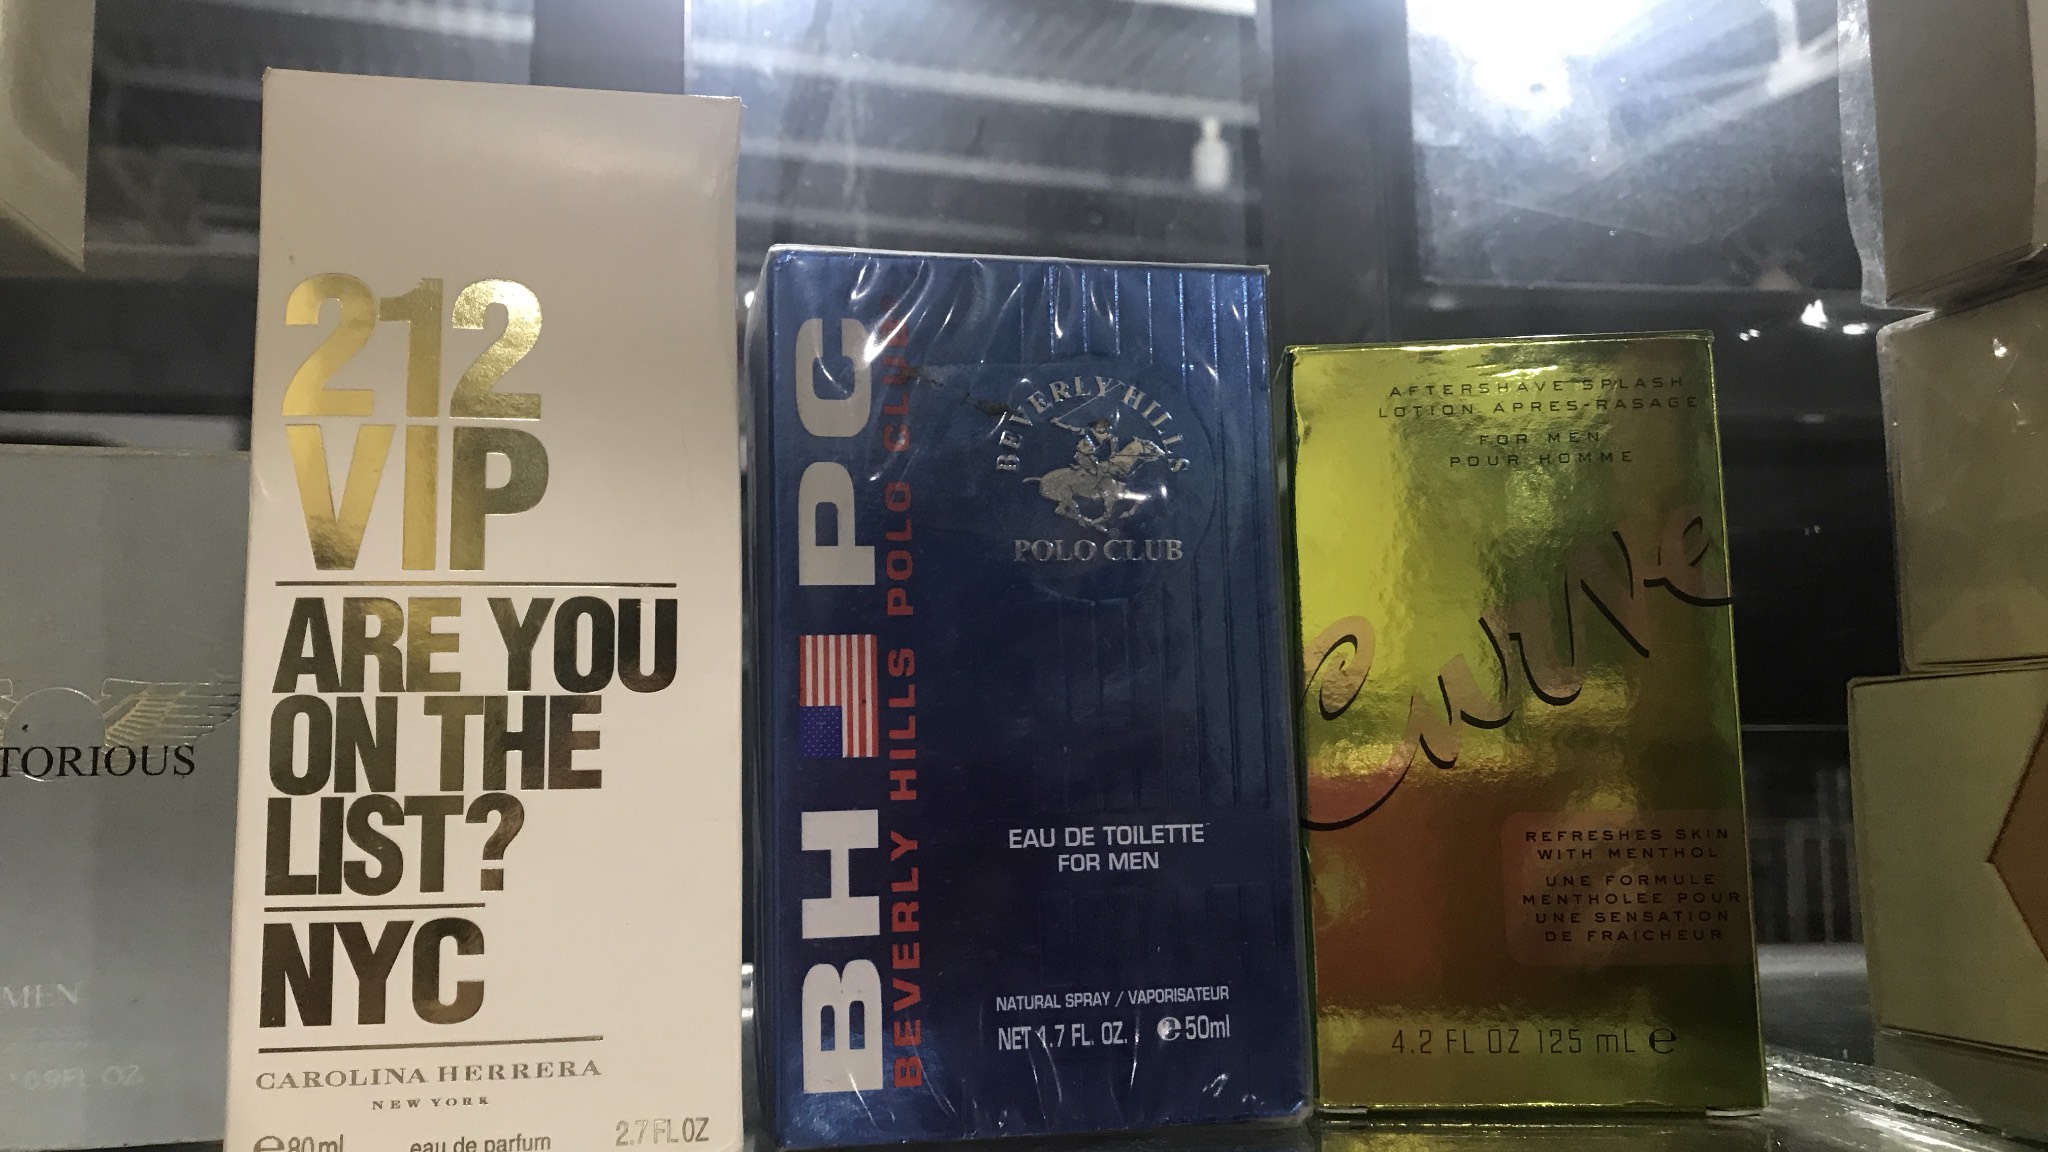 TORIOUS
MEN
212
VIP
ARE YOU
ON THE
LIST?
NYC
CAROLINA HERRERA
NEW YORK
e80ml eau de parfum 2.7 FL OZ
BH PC
BEVERLY HILLS POLO CLUB
BEVERLY HILLS
POLO CLUB
EAU DE TOILETTE
FOR MEN
NATURAL SPRAY / VAPORISATEUR
NET 1.7 FL. OZ. e 50ml
AFTERSHAVE SPLASH
LOTION APRES-RASAGE
FOR MEN
POUR HOMME
Curve
REFRESHES SKIN
WITH MENTHOL
UNE FORMULE
MENTHOLEE POUR
UNE SENSATION
DE FRAICHEUR
4.2 FL OZ 125 mL e